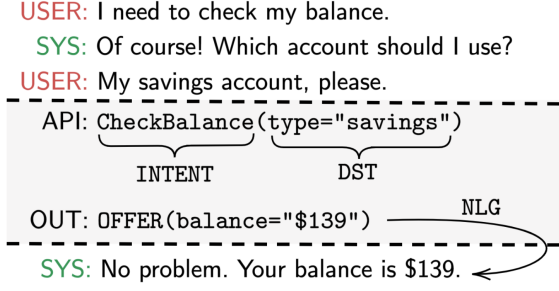 USER: I need to check my balance.
SYS: Of course! Which account should I use?
USER: My savings account, please.
API: CheckBalance(type="savings")
INTENT DST
OUT: OFFER(balance="$139") NLG
SYS: No problem. Your balance is $139.